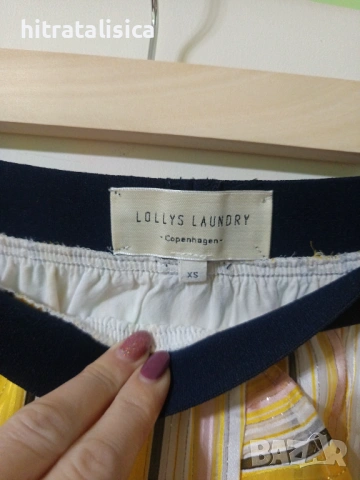 hitratalisica
LOLLYS LAUNDRY
- Copenhagen -
XS
BAZAR